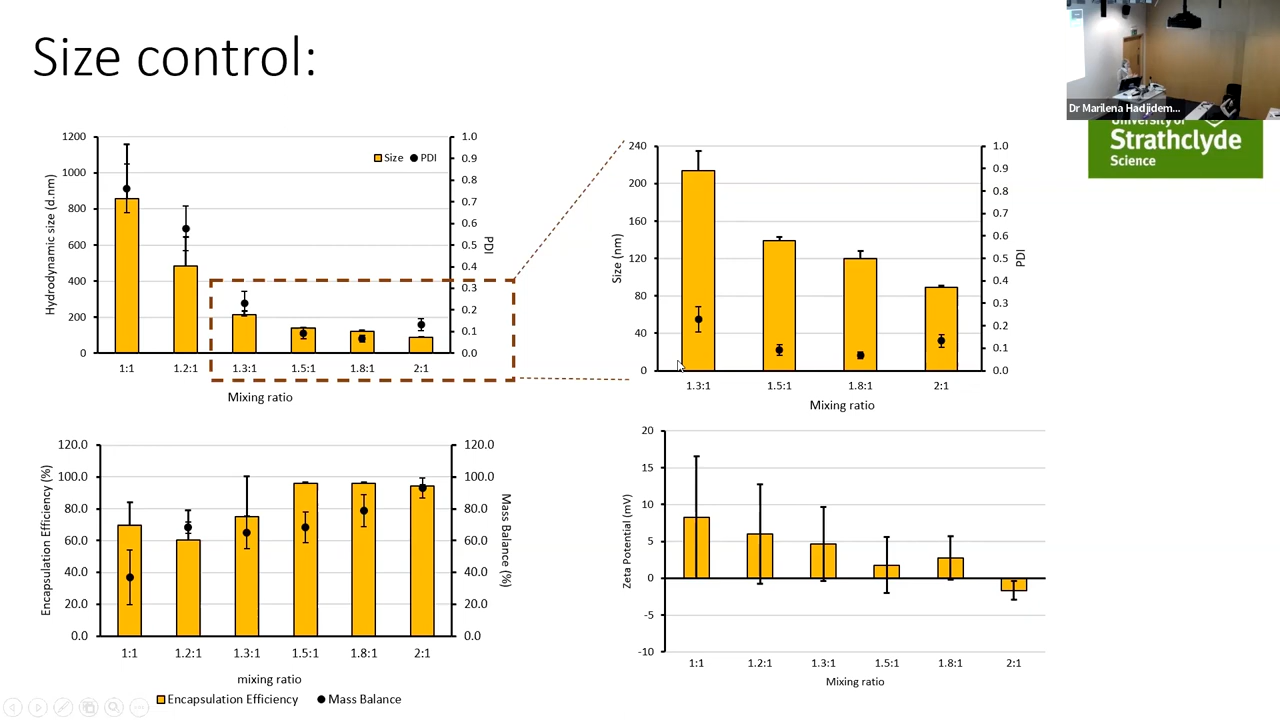 Size control:
Dr Marilena Hadjidem...
University of
Strathclyde
Science
Size PDI
Hydrodynamic size (d.nm)
1200
1000
800
600
400
200
0
1.0
0.9
0.8
0.7
0.6
0.5
0.4
0.3
0.2
0.1
0.0
PDI
1:1 1.2:1 1.3:1 1.5:1 1.8:1 2:1
Mixing ratio
Size (nm)
240
200
160
120
80
40
0
1.0
0.9
0.8
0.7
0.6
0.5
0.4
0.3
0.2
0.1
0.0
PDI
1.3:1 1.5:1 1.8:1 2:1
Mixing ratio
Encapsulation Efficiency (%)
120.0
100.0
80.0
60.0
40.0
20.0
0.0
120.0
100.0
80.0
60.0
40.0
20.0
0.0
Mass Balance (%)
1:1 1.2:1 1.3:1 1.5:1 1.8:1 2:1
mixing ratio
Encapsulation Efficiency Mass Balance
Zeta Potential (mV)
20
15
10
5
0
-5
-10
1:1 1.2:1 1.3:1 1.5:1 1.8:1 2:1
Mixing ratio